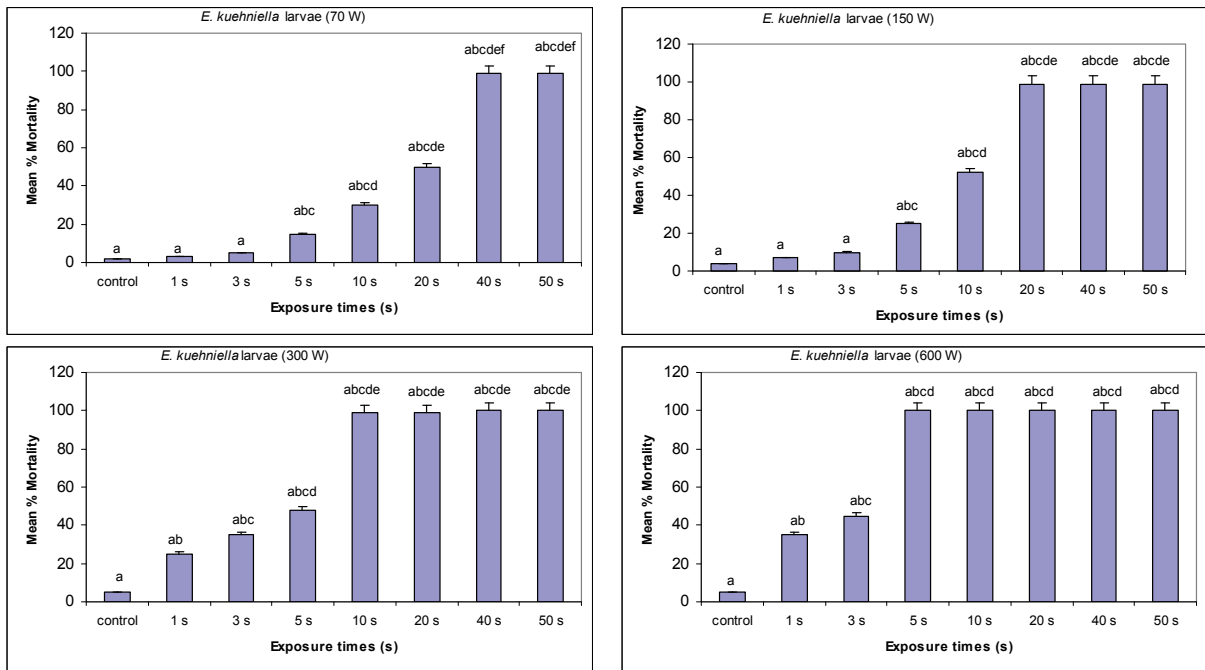 E. kuehniella larvae (70 W)
Mean % Mortality
120
100
80
60
40
20
0
abcdef abcdef
abcde
abcd
abc
a a a
control 1 s 3 s 5 s 10 s 20 s 40 s 50 s
Exposure times (s)
E. kuehniella larvae (150 W)
Mean % Mortality
120
100
80
60
40
20
0
abcde abcde abcde
abcd
abc
a a a
control 1 s 3 s 5 s 10 s 20 s 40 s 50 s
Exposure times (s)
E. kuehniella larvae (300 W)
Mean % Mortality
120
100
80
60
40
20
0
abcde abcde abcde abcde
abcd
abc
ab
a
control 1 s 3 s 5 s 10 s 20 s 40 s 50 s
Exposure times (s)
E. kuehniella larvae (600 W)
Mean % Mortality
120
100
80
60
40
20
0
abcd abcd abcd abcd abcd
abc
ab
a
control 1 s 3 s 5 s 10 s 20 s 40 s 50 s
Exposure times (s)